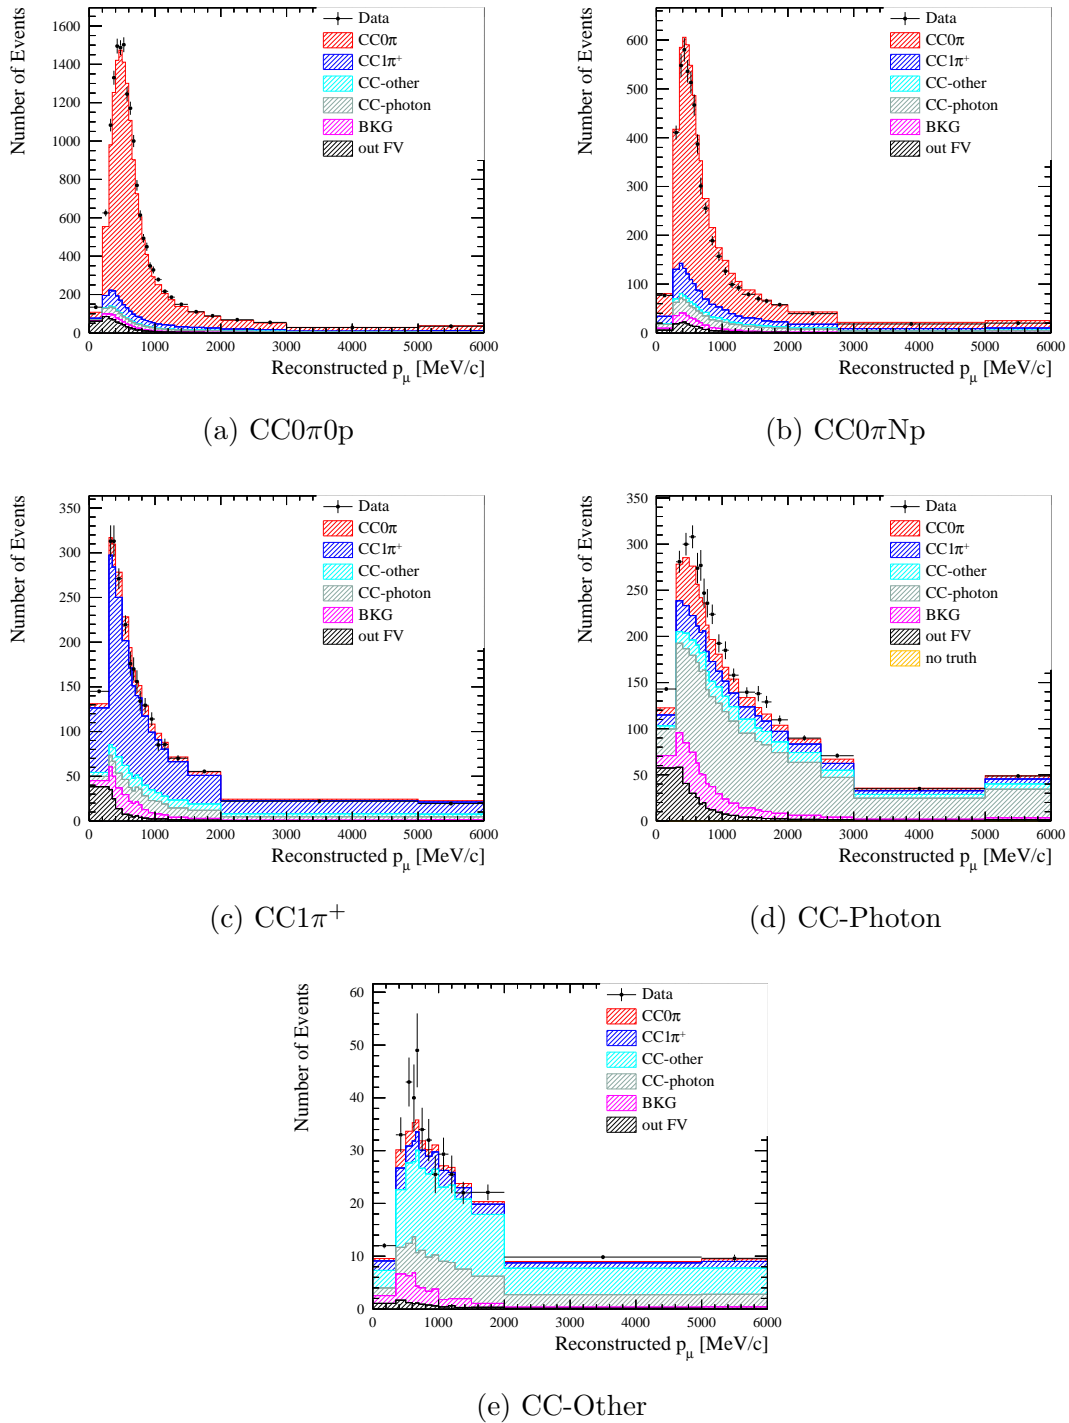 Number of Events
1600
1400
1200
1000
800
600
400
200
0
0 1000 2000 3000 4000 5000 6000
Reconstructed pμ [MeV/c]
Data
CC0π
CC1π⁺
CC-other
CC-photon
BKG
out FV
(a) CC0π0p
Number of Events
600
500
400
300
200
100
0
0 1000 2000 3000 4000 5000 6000
Reconstructed pμ [MeV/c]
Data
CC0π
CC1π⁺
CC-other
CC-photon
BKG
out FV
(b) CC0πNp
Number of Events
350
300
250
200
150
100
50
0
0 1000 2000 3000 4000 5000 6000
Reconstructed pμ [MeV/c]
Data
CC0π
CC1π⁺
CC-other
CC-photon
BKG
out FV
(c) CC1π⁺
Number of Events
350
300
250
200
150
100
50
0
0 1000 2000 3000 4000 5000 6000
Reconstructed pμ [MeV/c]
Data
CC0π
CC1π⁺
CC-other
CC-photon
BKG
out FV
no truth
(d) CC-Photon
Number of Events
60
50
40
30
20
10
0
0 1000 2000 3000 4000 5000 6000
Reconstructed pμ [MeV/c]
Data
CC0π
CC1π⁺
CC-other
CC-photon
BKG
out FV
(e) CC-Other